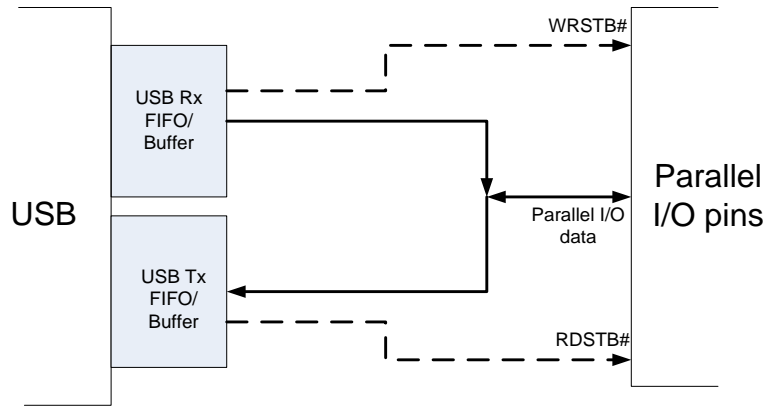 WRSTB#
USB Rx
FIFO/
Buffer
USB
Parallel
I/O pins
Parallel I/O
data
USB Tx
FIFO/
Buffer
RDSTB#